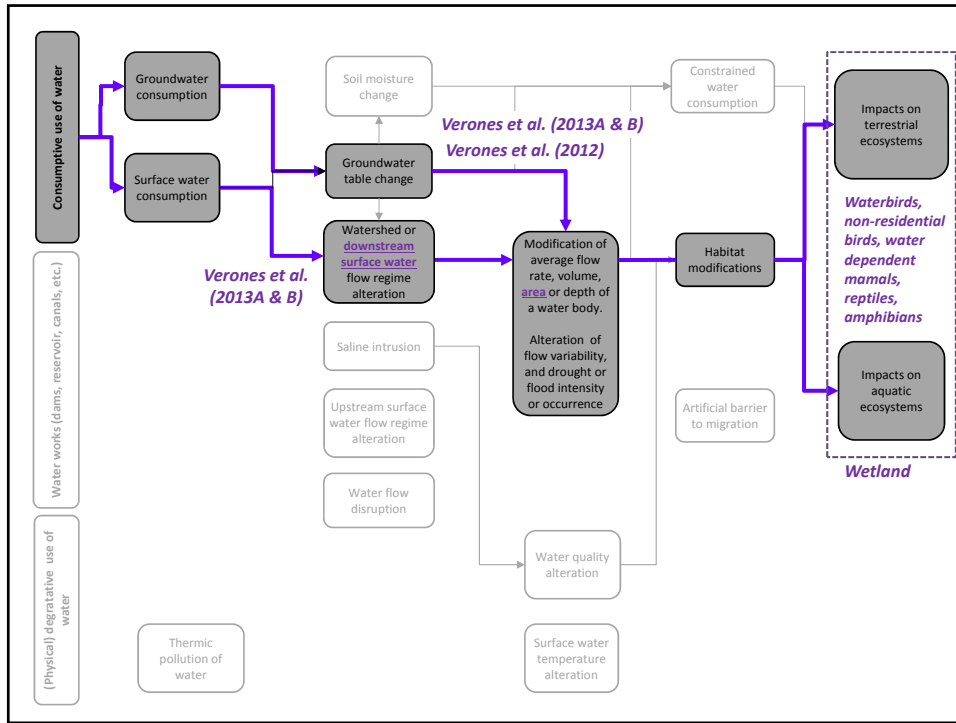 Consumptive use of water
Water works (dams, reservoir, canals, etc.)
(Physical) degratative use of
water
Groundwater
consumption
Surface water
consumption
Verones et al.
(2013A & B)
Thermic
pollution of
water
Soil moisture
change
Groundwater
table change
Watershed or
downstream
surface water
flow regime
alteration
Saline intrusion
Upstream surface
water flow regime
alteration
Water flow
disruption
Verones et al. (2013A & B)
Verones et al. (2012)
Modification of
average flow
rate, volume,
area or depth of
a water body.
Alteration of
flow variability,
and drought or
flood intensity
or occurrence
Water quality
alteration
Surface water
temperature
alteration
Constrained
water
consumption
Habitat
modifications
Artificial barrier
to migration
Impacts on
terrestrial
ecosystems
Waterbirds,
non-residential
birds, water
dependent
mamals,
reptiles,
amphibians
Impacts on
aquatic
ecosystems
Wetland